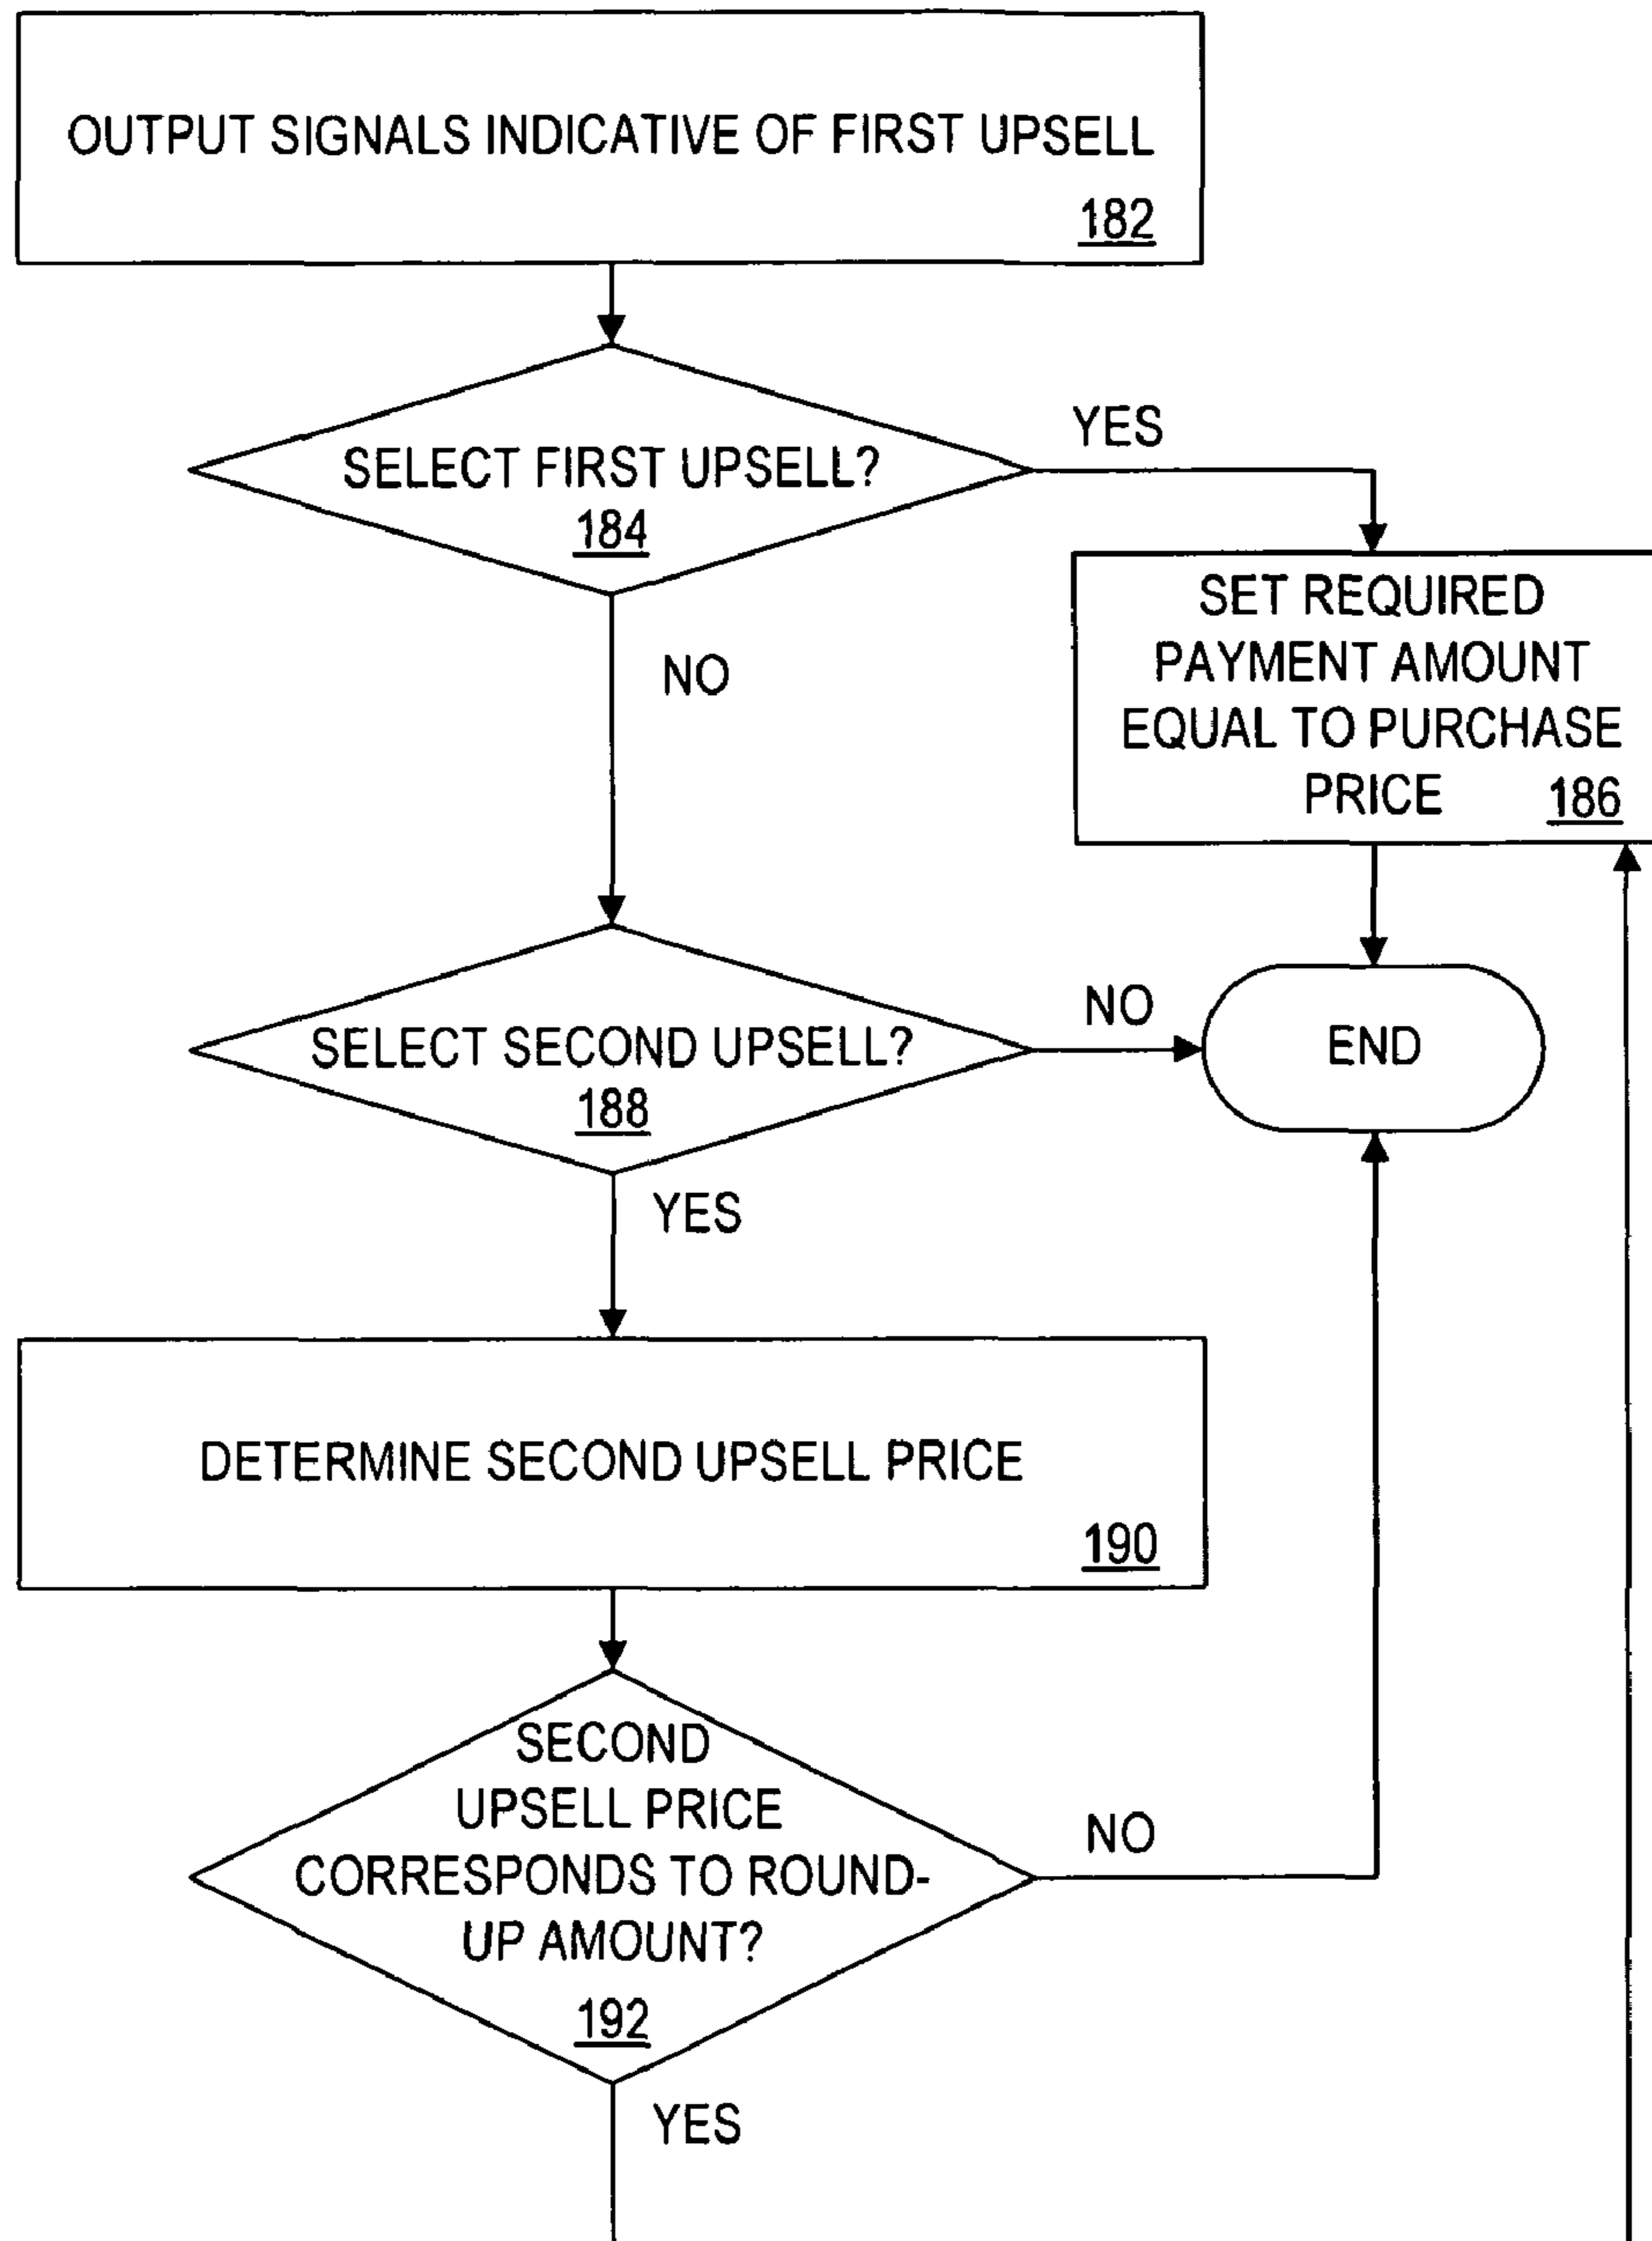 OUTPUT SIGNALS INDICATIVE OF FIRST UPSELL
182
SELECT FIRST UPSELL?
184
YES
NO
SET REQUIRED
PAYMENT AMOUNT
EQUAL TO PURCHASE
PRICE 186
SELECT SECOND UPSELL?
188
NO
END
YES
DETERMINE SECOND UPSELL PRICE
190
SECOND
UPSELL PRICE
CORRESPONDS TO ROUND-
UP AMOUNT?
192
NO
YES